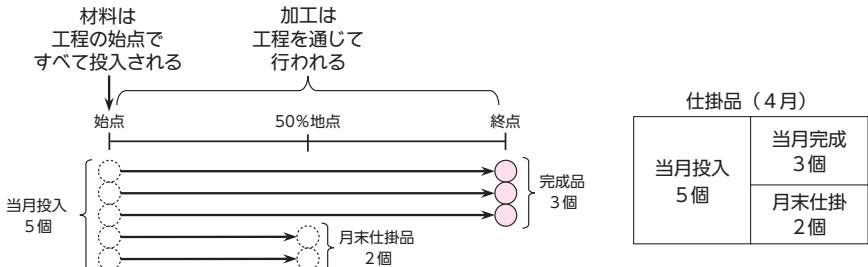 材料は
工程の始点で
すべて投入される
加工は
工程を通じて
行われる
始点
50％地点
終点
当月投入
5個
完成品
3個
月末仕掛品
2個
仕掛品（4月）
当月投入
5個
当月完成
3個
月末仕掛
2個